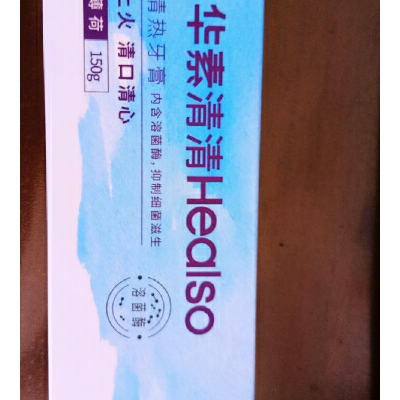 华素清清Healso
清热牙膏 内含溶菌酶，抑制细菌滋生
火 清口清心
薄荷 150g
溶菌酶